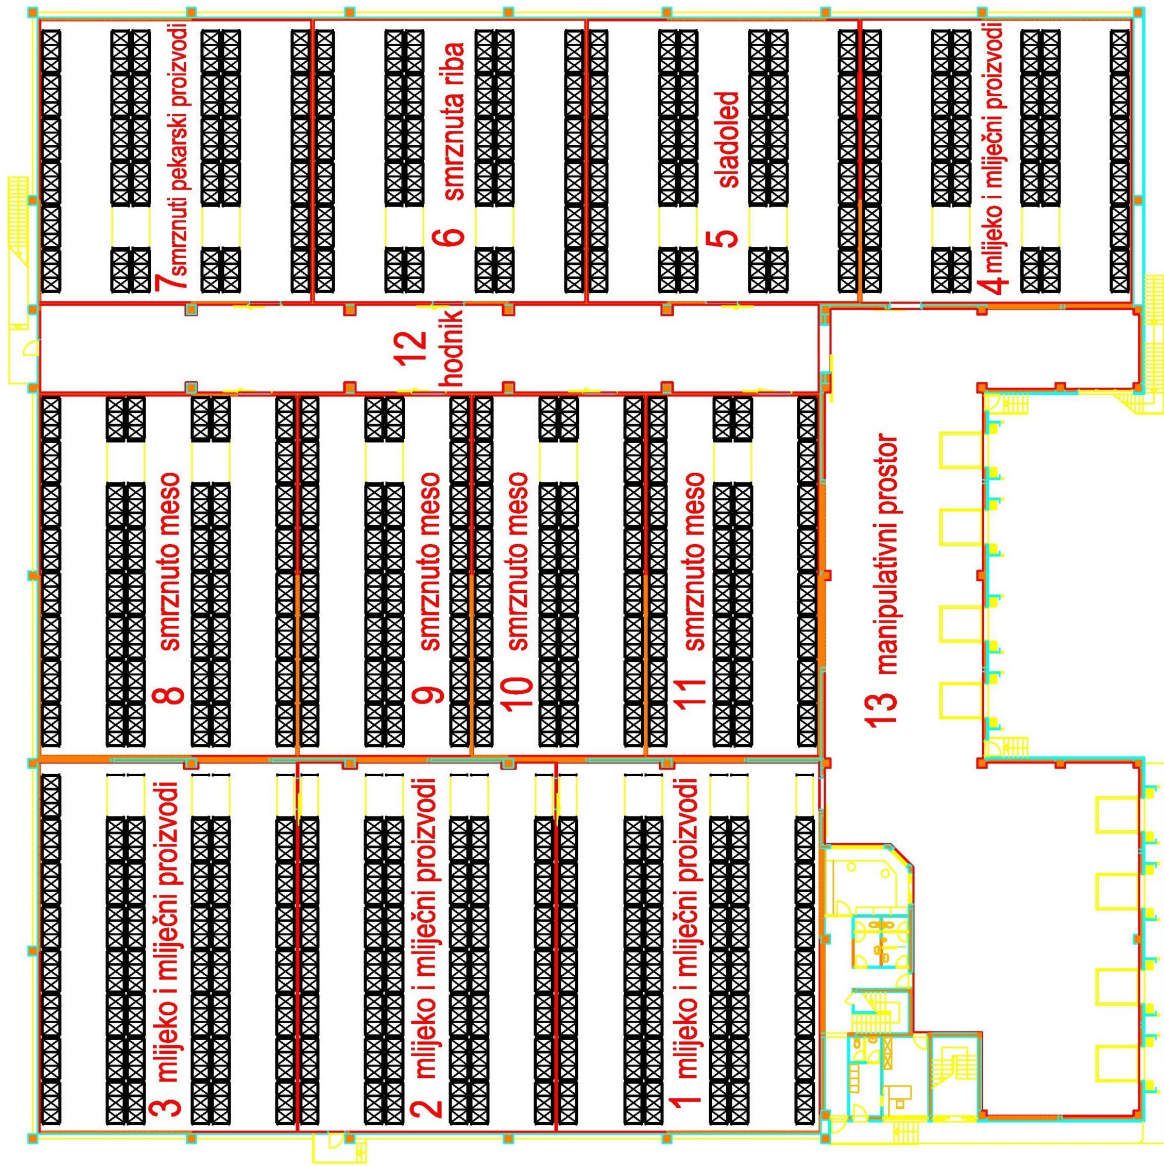 7 smrznuti pekarski proizvodi
6 smrznuta riba
5 sladoled
4 mlijeko i mliječni proizvodi
12
hodnik
8 smrznuto meso
9 smrznuto meso
10 smrznuto meso
11 smrznuto meso
13 manipulativni prostor
3 mlijeko i mliječni proizvodi
2 mlijeko i mliječni proizvodi
1 mlijeko i mliječni proizvodi